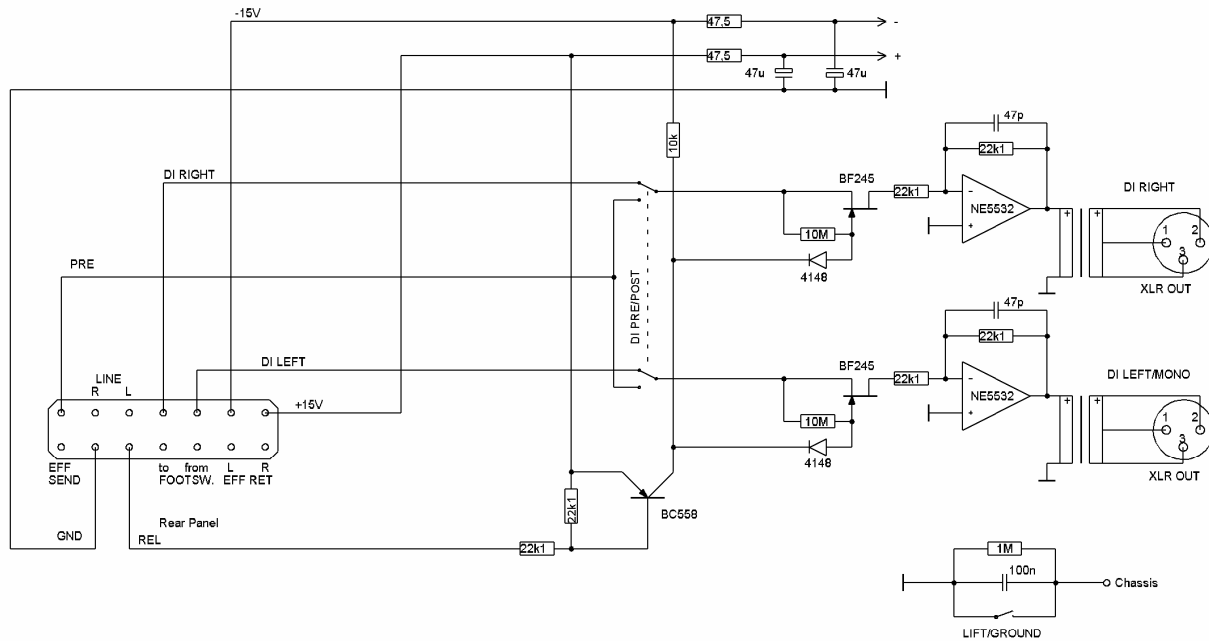 -15V
47,5
-
47,5
+
47u
47u
10k
47p
22k1
DI RIGHT
BF245
22k1
-
NE5532
+
+
+
DI RIGHT
1
2
3
XLR OUT
10M
4148
PRE
DI PRE/POST
47p
22k1
DI LEFT
BF245
22k1
-
NE5532
+
+
+
DI LEFT/MONO
1
2
3
XLR OUT
10M
4148
LINE
R
L
+15V
EFF SEND
to FOOTSW.
from
L EFF RET
R
Rear Panel
GND
REL
22k1
22k1
BC558
1M
100n
Chassis
LIFT/GROUND